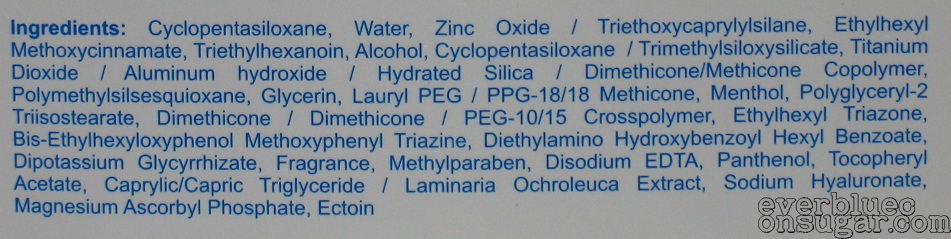 Ingredients: Cyclopentasiloxane, Water, Zinc Oxide / Triethoxycaprylylsilane, Ethylhexyl
Methoxycinnamate, Triethylhexanoin, Alcohol, Cyclopentasiloxane / Trimethylsiloxysilicate, Titanium
Dioxide / Aluminum hydroxide / Hydrated Silica / Dimethicone/Methicone Copolymer,
Polymethylsilsesquioxane, Glycerin, Lauryl PEG / PPG-18/18 Methicone, Menthol, Polyglyceryl-2
Triisostearate, Dimethicone / Dimethicone / PEG-10/15 Crosspolymer, Ethylhexyl Triazone,
Bis-Ethylhexyloxyphenol Methoxyphenyl Triazine, Diethylamino Hydroxybenzoyl Hexyl Benzoate,
Dipotassium Glycyrrhizate, Fragrance, Methylparaben, Disodium EDTA, Panthenol, Tocopheryl
Acetate, Caprylic/Capric Triglyceride / Laminaria Ochroleuca Extract, Sodium Hyaluronate,
Magnesium Ascorbyl Phosphate, Ectoin
everbluec
onsugar.com